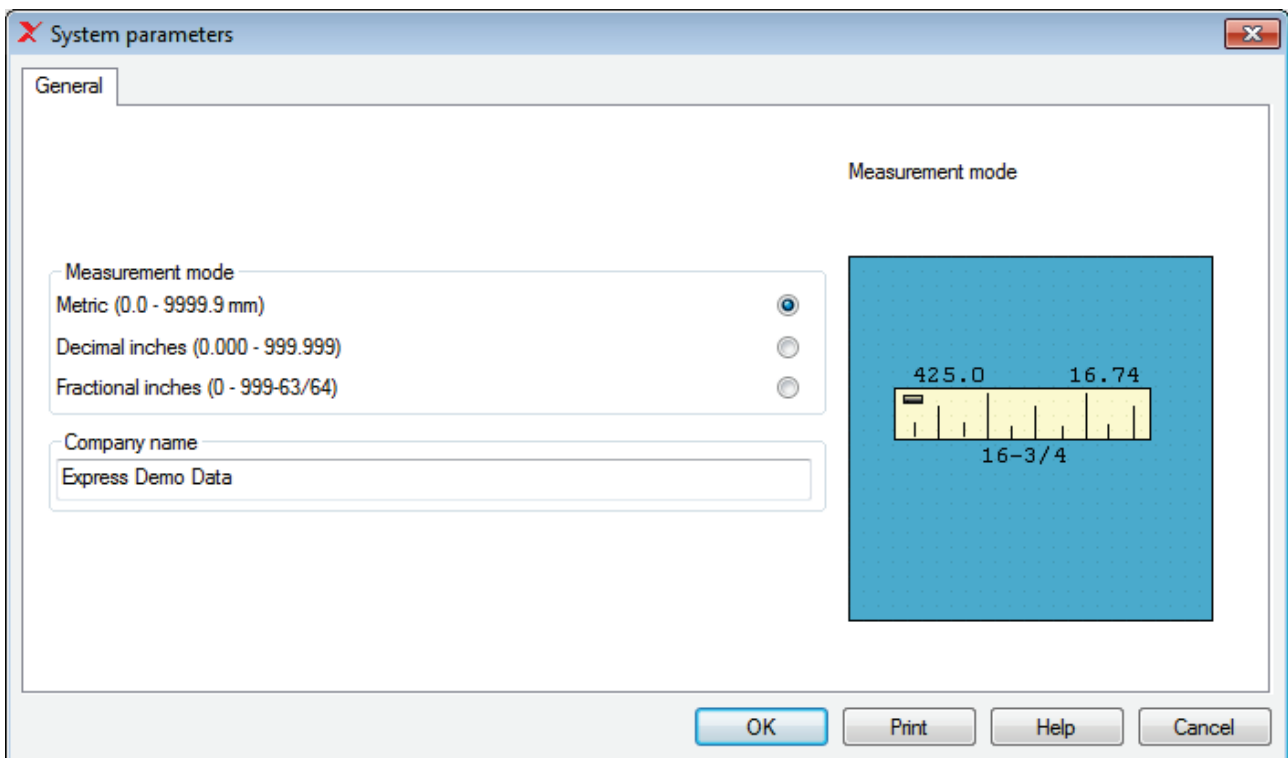 System parameters
General
Measurement mode
Measurement mode
Metric (0.0 - 9999.9 mm)
Decimal inches (0.000 - 999.999)
Fractional inches (0 - 999-63/64)
425.0 16.74
16-3/4
Company name
Express Demo Data
OK Print Help Cancel